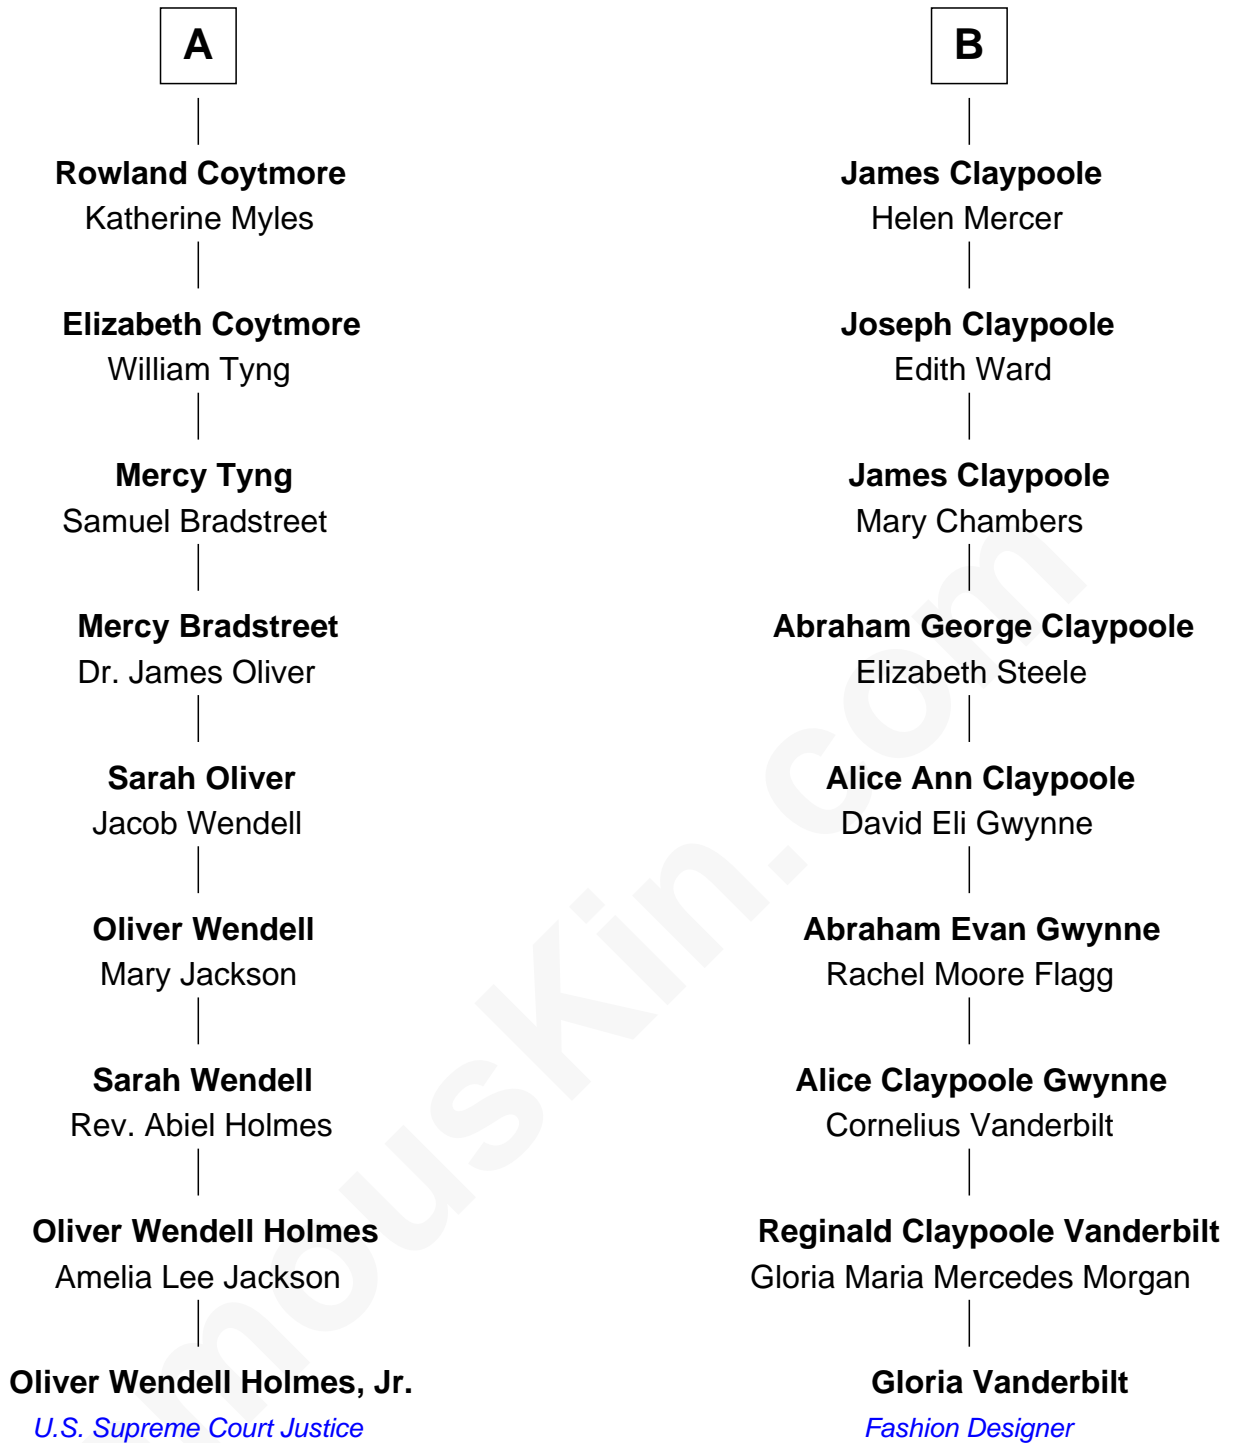 A
Rowland Coytmore
Katherine Myles
Elizabeth Coytmore
William Tyng
Mercy Tyng
Samuel Bradstreet
Mercy Bradstreet
Dr. James Oliver
Sarah Oliver
Jacob Wendell
Oliver Wendell
Mary Jackson
Sarah Wendell
Rev. Abiel Holmes
Oliver Wendell Holmes
Amelia Lee Jackson
Oliver Wendell Holmes, Jr.
U.S. Supreme Court Justice
B
James Claypoole
Helen Mercer
Joseph Claypoole
Edith Ward
James Claypoole
Mary Chambers
Abraham George Claypoole
Elizabeth Steele
Alice Ann Claypoole
David Eli Gwynne
Abraham Evan Gwynne
Rachel Moore Flagg
Alice Claypoole Gwynne
Cornelius Vanderbilt
Reginald Claypoole Vanderbilt
Gloria Maria Mercedes Morgan
Gloria Vanderbilt
Fashion Designer
mouskin.com